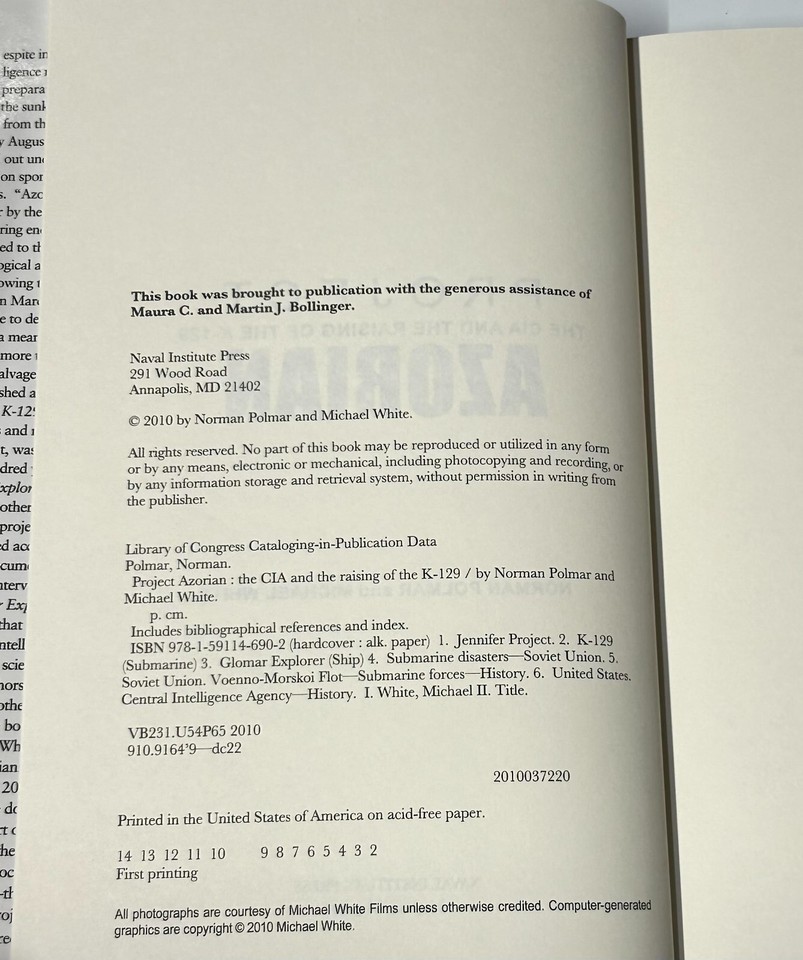 This book was brought to publication with the generous assistance of
Maura C. and Martin J. Bollinger.
Naval Institute Press
291 Wood Road
Annapolis, MD 21402
© 2010 by Norman Polmar and Michael White.
All rights reserved. No part of this book may be reproduced or utilized in any form
or by any means, electronic or mechanical, including photocopying and recording, or
by any information storage and retrieval system, without permission in writing from
the publisher.
Library of Congress Cataloging-in-Publication Data
Polmar, Norman.
Project Azorian : the CIA and the raising of the K-129 / by Norman Polmar and
Michael White.
p. cm.
Includes bibliographical references and index.
ISBN 978-1-59114-690-2 (hardcover : alk. paper) 1. Jennifer Project. 2. K-129
(Submarine) 3. Glomar Explorer (Ship) 4. Submarine disasters—Soviet Union. 5.
Soviet Union. Voenno-Morskoi Flot—Submarine forces—History. 6. United States.
Central Intelligence Agency—History. I. White, Michael II. Title.
VB231.U54P65 2010
910.9164'9—dc22
2010037220
Printed in the United States of America on acid-free paper.
14 13 12 11 10 9 8 7 6 5 4 3 2
First printing
All photographs are courtesy of Michael White Films unless otherwise credited. Computer-generated
graphics are copyright © 2010 Michael White.